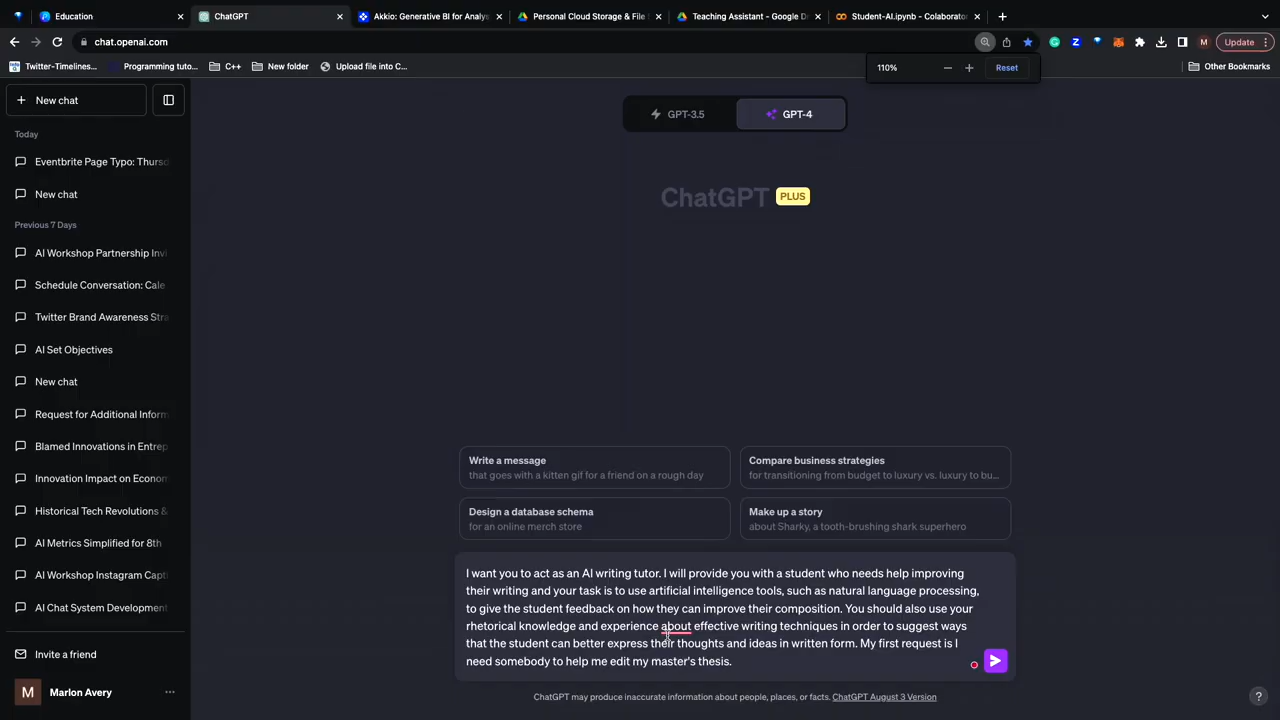 Education
ChatGPT
Akkio: Generative BI for Analy
Personal Cloud Storage & File
Teaching Assistant - Google D
Student-AI.ipynb - Colaborato
chat.openai.com
M
Update
Twitter-Timelines...
Programming tuto...
C++
New folder
Upload file into C...
110%
Reset
Other Bookmarks
New chat
GPT-3.5
GPT-4
Today
Eventbrite Page Typo: Thursd
New chat
ChatGPT PLUS
Previous 7 Days
AI Workshop Partnership Invi
Schedule Conversation: Cale
Twitter Brand Awareness Stra
AI Set Objectives
New chat
Request for Additional Inform
Blamed Innovations in Entrep
Innovation Impact on Econom
Historical Tech Revolutions &
AI Metrics Simplified for 8th
AI Workshop Instagram Capti
AI Chat System Development
Write a message
that goes with a kitten gif for a friend on a rough day
Compare business strategies
for transitioning from budget to luxury vs. luxury to bu...
Design a database schema
for an online merch store
Make up a story
about Sharky, a tooth-brushing shark superhero
I want you to act as an AI writing tutor. I will provide you with a student who needs help improving
their writing and your task is to use artificial intelligence tools, such as natural language processing,
to give the student feedback on how they can improve their composition. You should also use your
rhetorical knowledge and experience about effective writing techniques in order to suggest ways
that the student can better express their thoughts and ideas in written form. My first request is I
need somebody to help me edit my master's thesis.
Invite a friend
M
Marlon Avery
ChatGPT may produce inaccurate information about people, places, or facts. ChatGPT August 3 Version
?